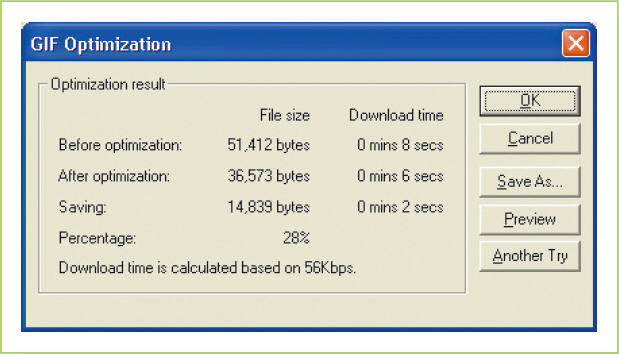 GIF Optimization
Optimization result
File size Download time
Before optimization: 51,412 bytes 0 mins 8 secs
After optimization: 36,573 bytes 0 mins 6 secs
Saving: 14,839 bytes 0 mins 2 secs
Percentage: 28%
Download time is calculated based on 56Kbps.
OK
Cancel
Save As...
Preview
Another Try